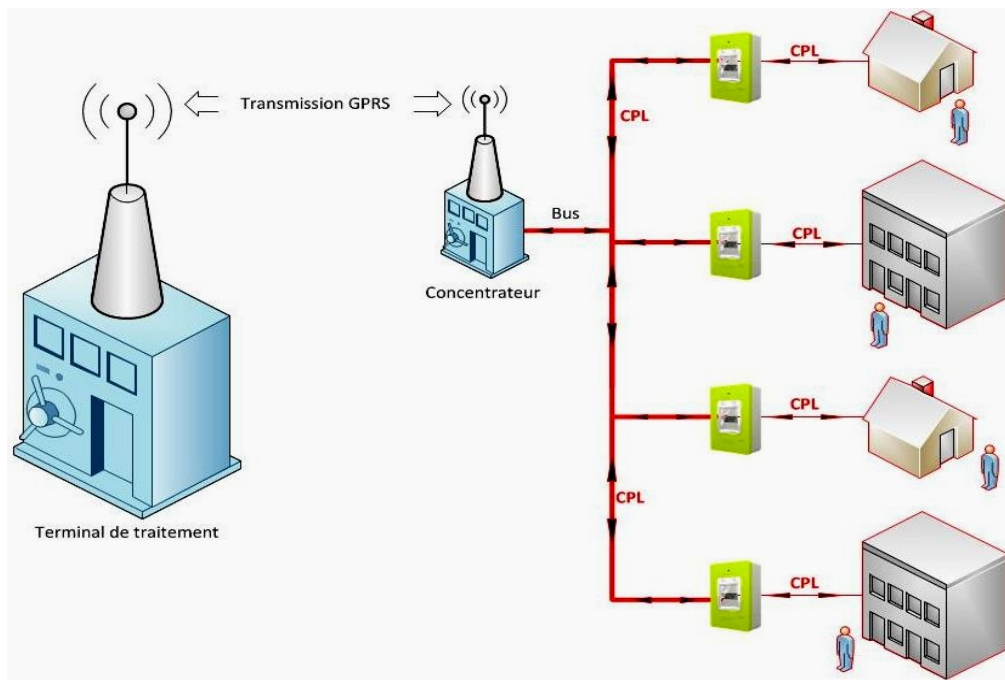 CPL
Transmission GPRS
CPL
Bus
CPL
Concentrateur
CPL
CPL
Terminal de traitement
CPL